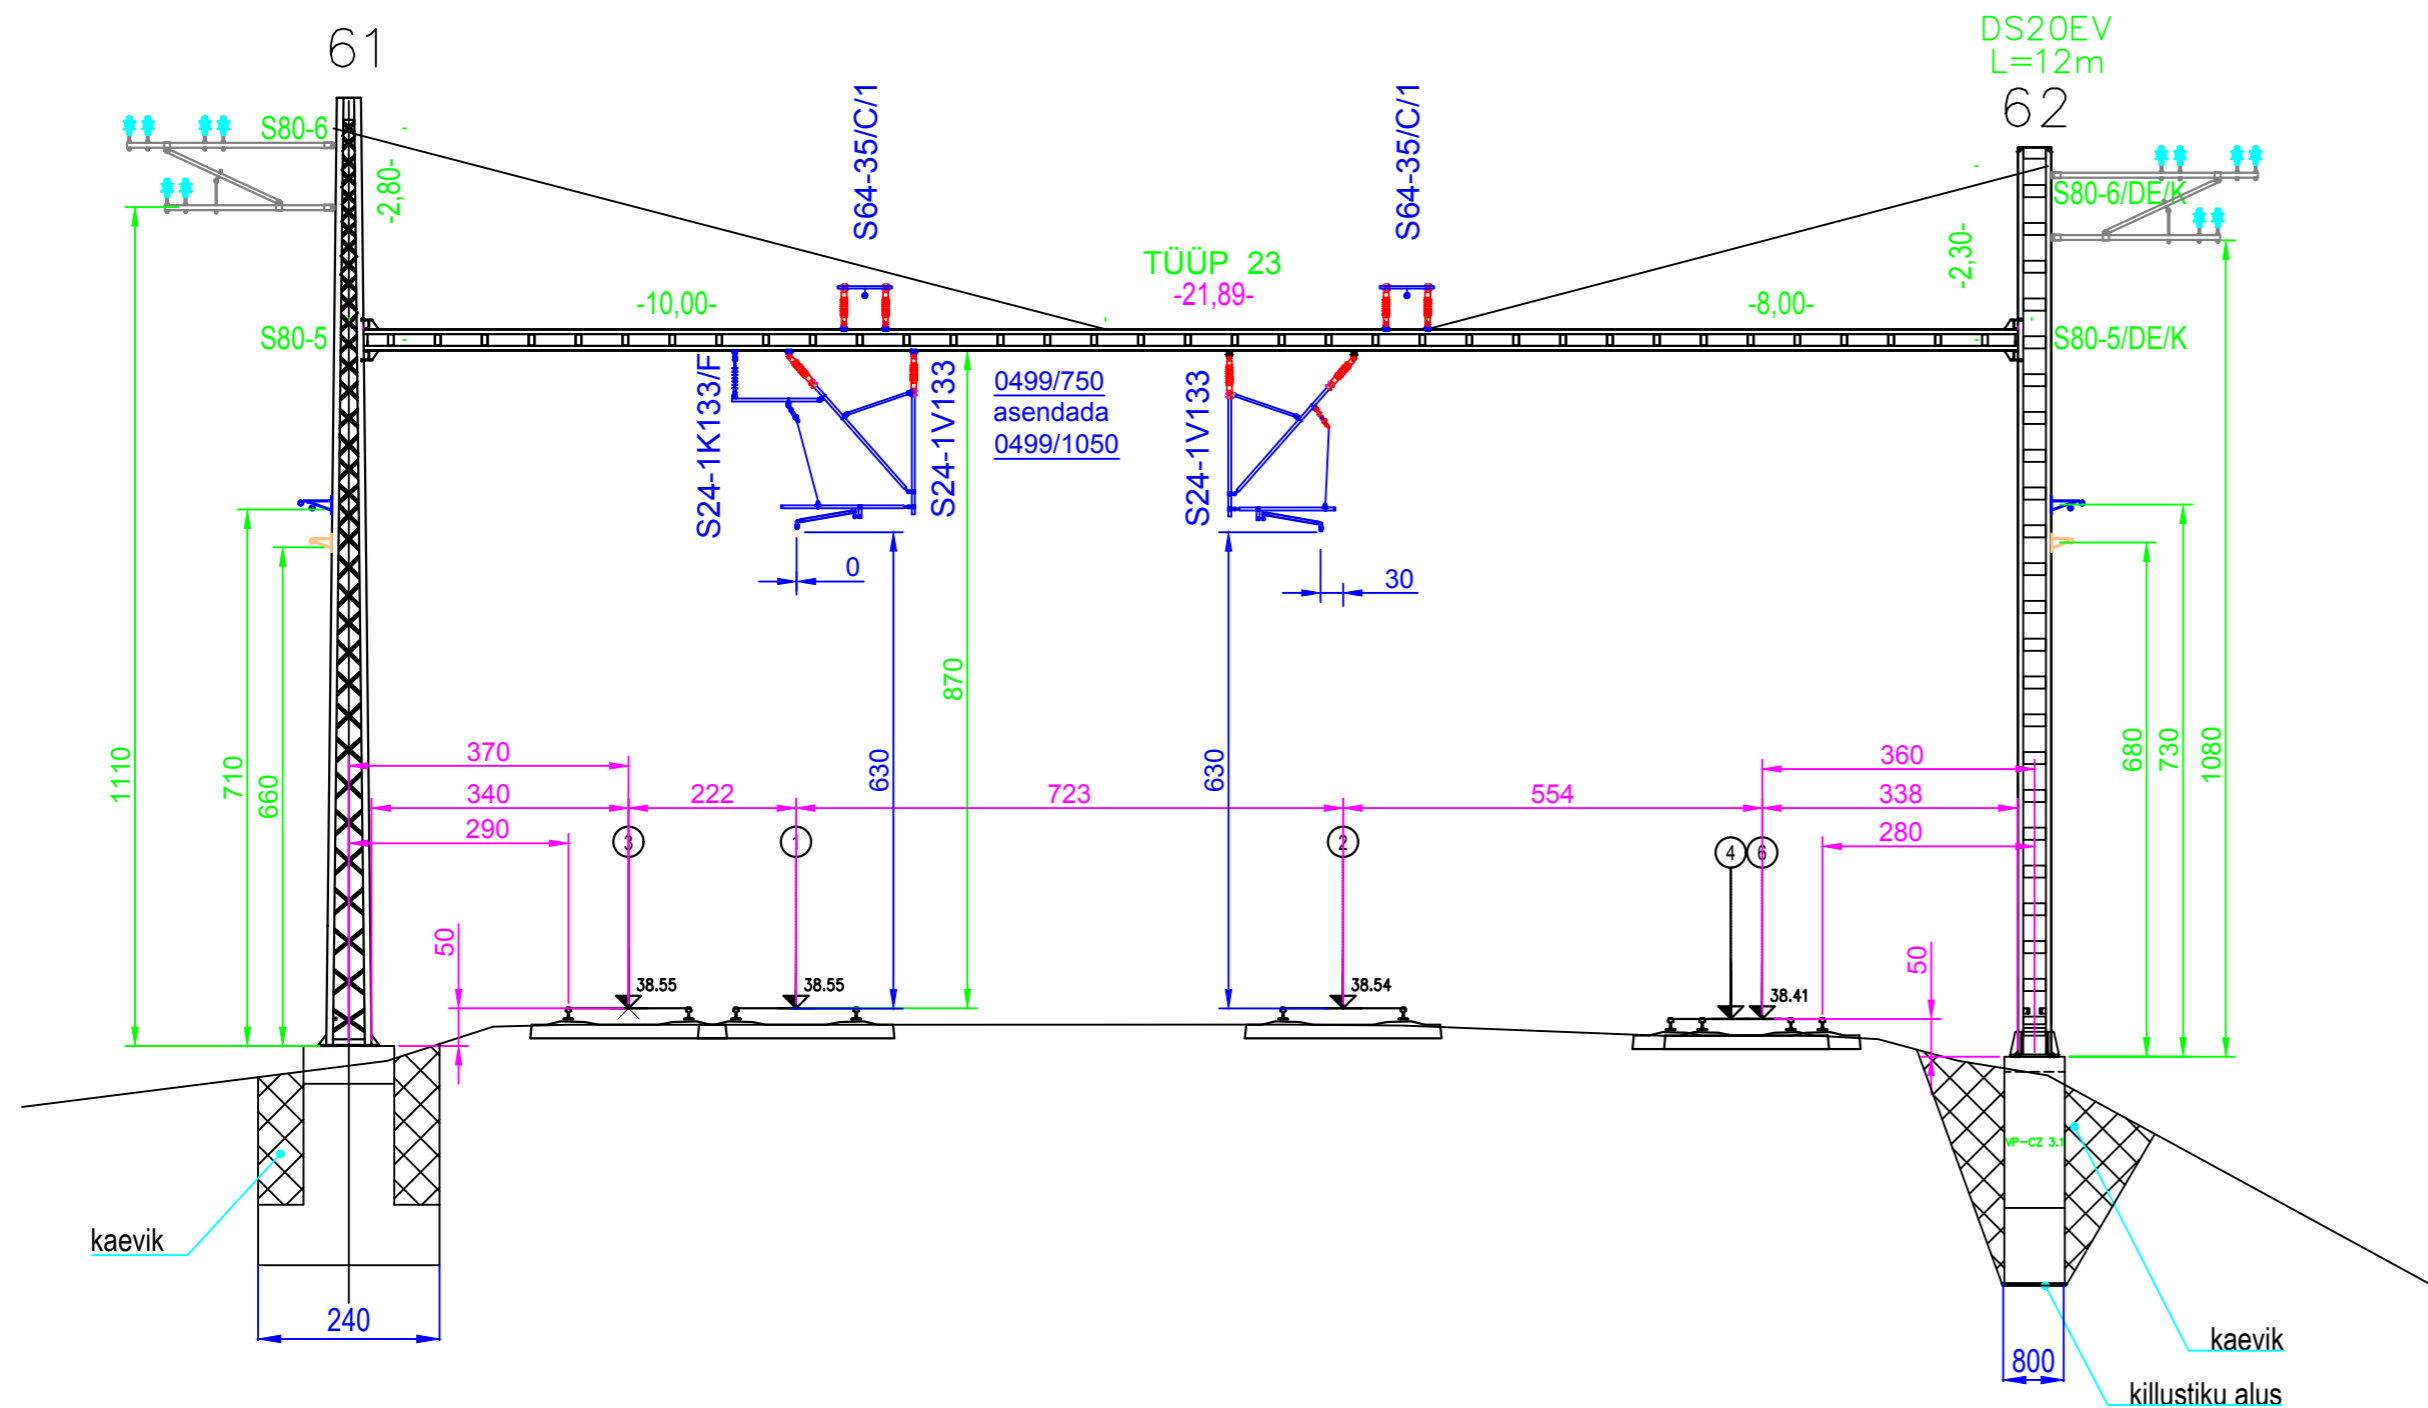 61
DS20EV
L=12m
62
S80-6
-2,80-
S64-35/C/1
S64-35/C/1
S80-6/DE/K
-2,30-
TÜÜP 23
-21,89-
-10,00-
-8,00-
S80-5
S80-5/DE/K
S24-1K133/F
S24-1V133
0499/750
asendada
0499/1050
S24-1V133
0
30
1110
710
660
370
340
290
222
630
870
630
723
554
360
338
280
680
730
1080
3
1
2
4
6
50
38.55
38.55
38.54
38.41
50
VP-CZ 3.1
kaevik
240
kaevik
800
killustiku alus